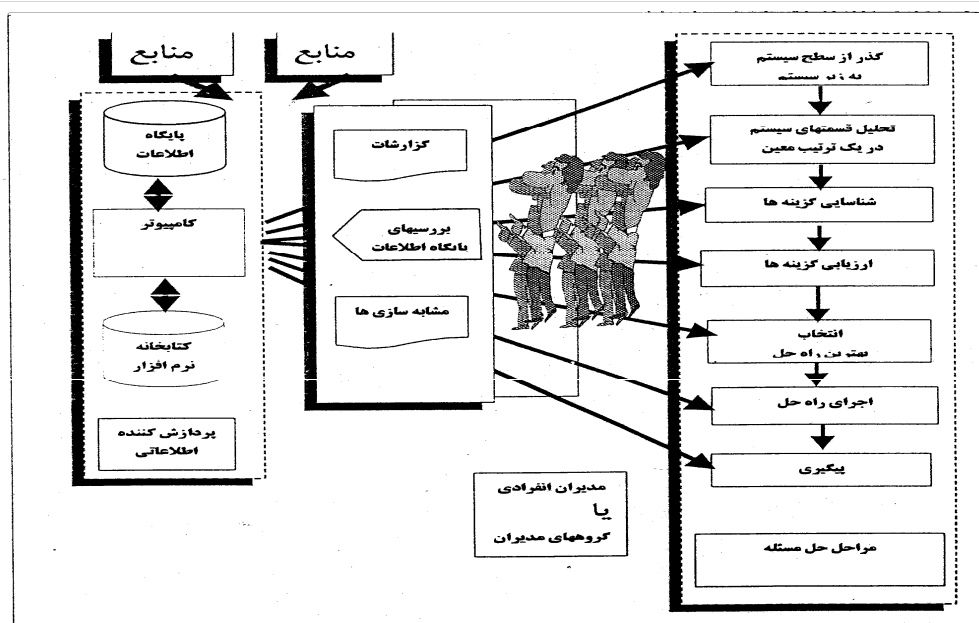 منابع
منابع
پایگاه
اطلاعات
کامپیوتر
کتابخانه
نرم افزار
پردازش کننده
اطلاعاتی
گزارشات
بررسیهای
پایگاه اطلاعات
مشابه سازی ها
مدیران انفرادی
یا
گروههای مدیران
گذر از سطح سیستم
به زیر سیستم
تحلیل قسمتهای سیستم
در یک ترتیب معین
شناسایی گزینه ها
ارزیابی گزینه ها
انتخاب
بهترین راه حل
اجرای راه حل
پیگیری
مراحل حل مسئله